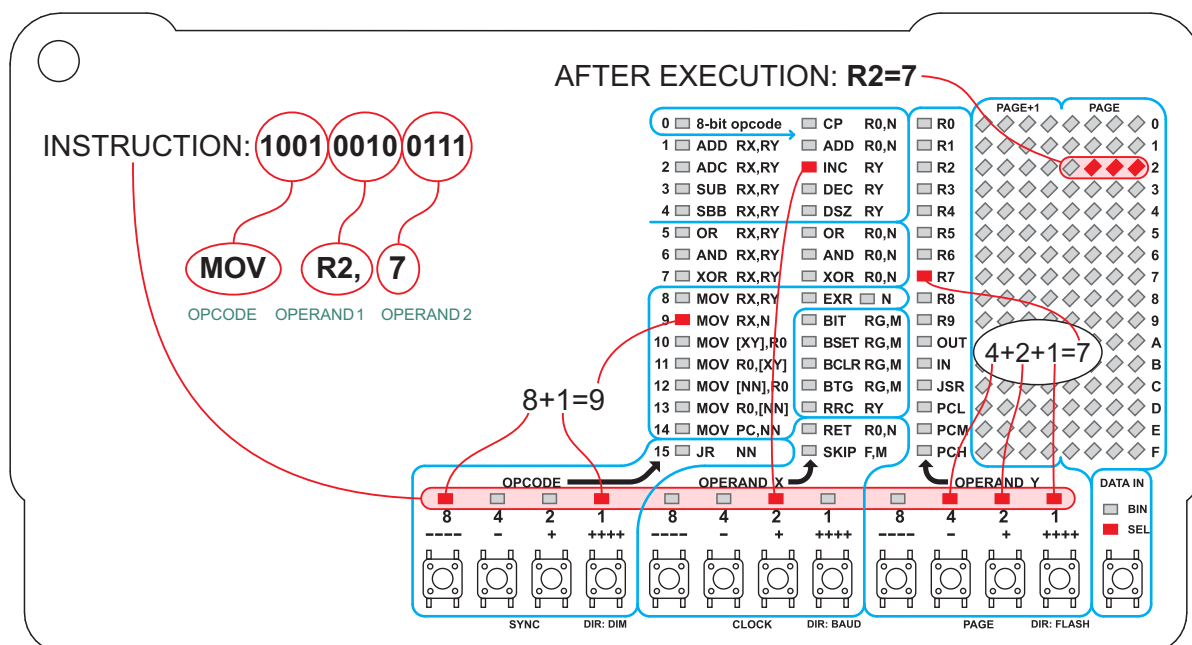 AFTER EXECUTION: R2=7
INSTRUCTION: 1001 0010 0111
MOV R2, 7
OPCODE OPERAND 1 OPERAND 2
PAGE+1 PAGE
0 8-bit opcode CP R0,N R0 0
1 ADD RX,RY ADD R0,N R1 1
2 ADC RX,RY INC RY R2 2
3 SUB RX,RY DEC RY R3 3
4 SBB RX,RY DSZ RY R4 4
5 OR RX,RY OR R0,N R5 5
6 AND RX,RY AND R0,N R6 6
7 XOR RX,RY XOR R0,N R7 7
8 MOV RX,RY EXR N R8 8
9 MOV RX,N BIT RG,M R9 9
10 MOV [XY],R0 BSET RG,M OUT A
11 MOV R0,[XY] BCLR RG,M IN B
12 MOV [NN],R0 BTG RG,M JSR C
13 MOV R0,[NN] RRC RY PCL D
14 MOV PC,NN RET R0,N PCM E
15 JR NN SKIP F,M PCH F
4+2+1=7
8+1=9
OPCODE OPERAND X OPERAND Y DATA IN
8 4 2 1 8 4 2 1 8 4 2 1
BIN
SEL
---- - + ++++ ---- - + ++++ ---- - + ++++
SYNC DIR: DIM CLOCK DIR: BAUD PAGE DIR: FLASH